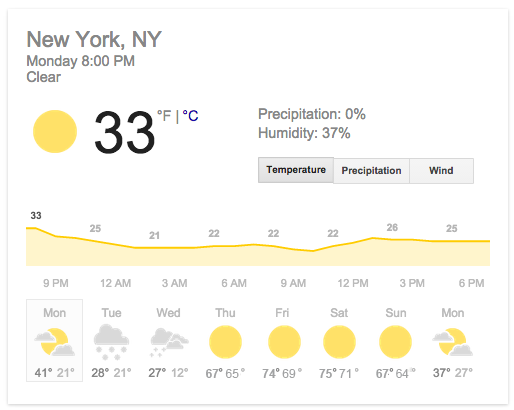 New York, NY
Monday 8:00 PM
Clear
33 °F | °C
Precipitation: 0%
Humidity: 37%
Temperature Precipitation Wind
33 25 21 22 22 22 26 25
9 PM 12 AM 3 AM 6 AM 9 AM 12 PM 3 PM 6 PM
Mon Tue Wed Thu Fri Sat Sun Mon
41° 21° 28° 21° 27° 12° 67° 65° 74° 69° 75° 71° 67° 64° 37° 27°